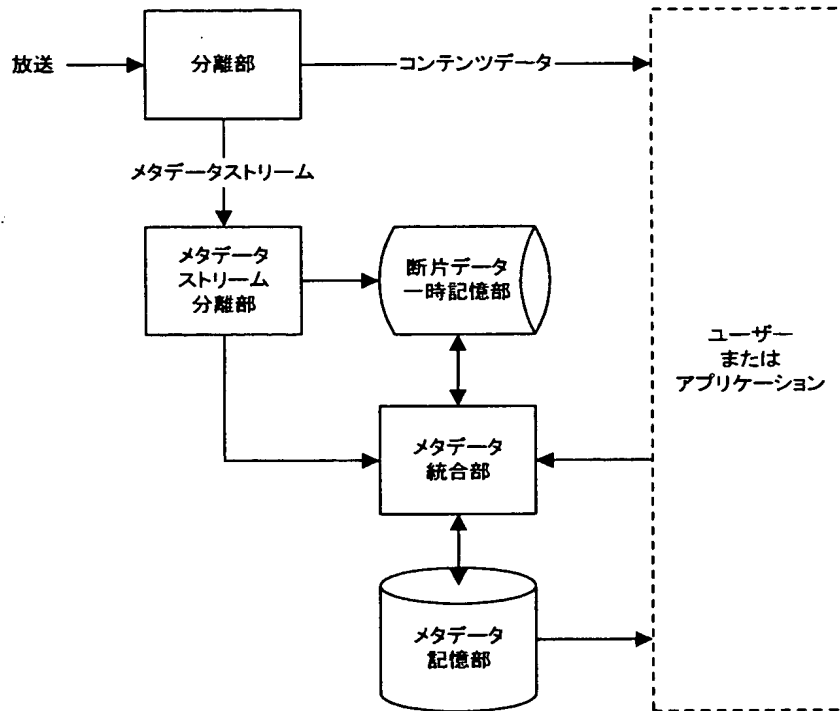 放送
分離部
コンテンツデータ
メタデータストリーム
メタデータ
ストリーム
分離部
断片データ
一時記憶部
ユーザー
または
アプリケーション
メタデータ
統合部
メタデータ
記憶部